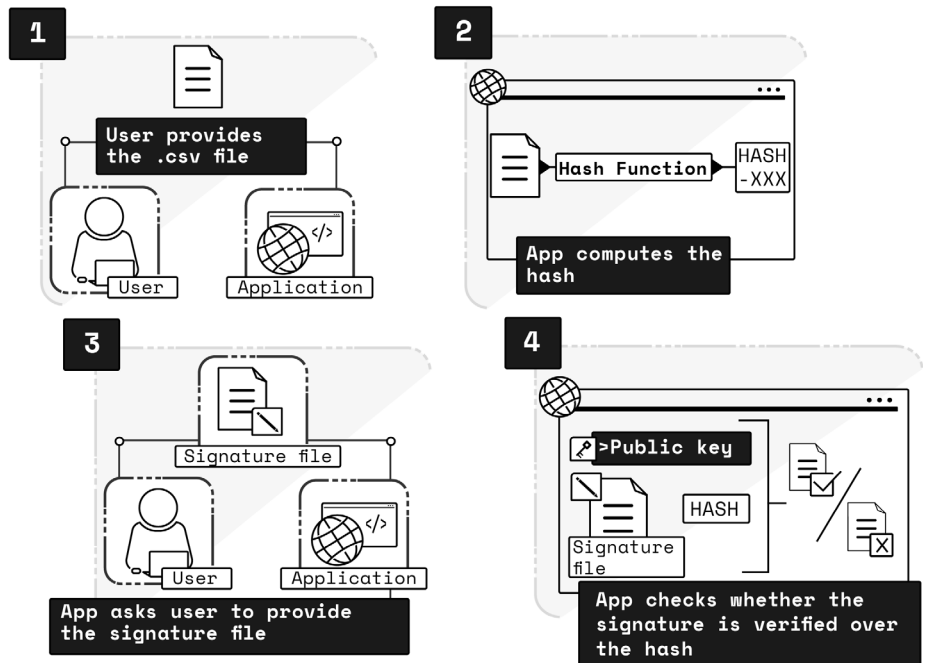 1
User provides
the .csv file
User
Application
2
</>
Hash Function
HASH
-XXX
App computes the
hash
3
Signature file
</>
User
Application
App asks user to provide
the signature file
4
>Public key
HASH
Signature
file
X
App checks whether the
signature is verified over
the hash